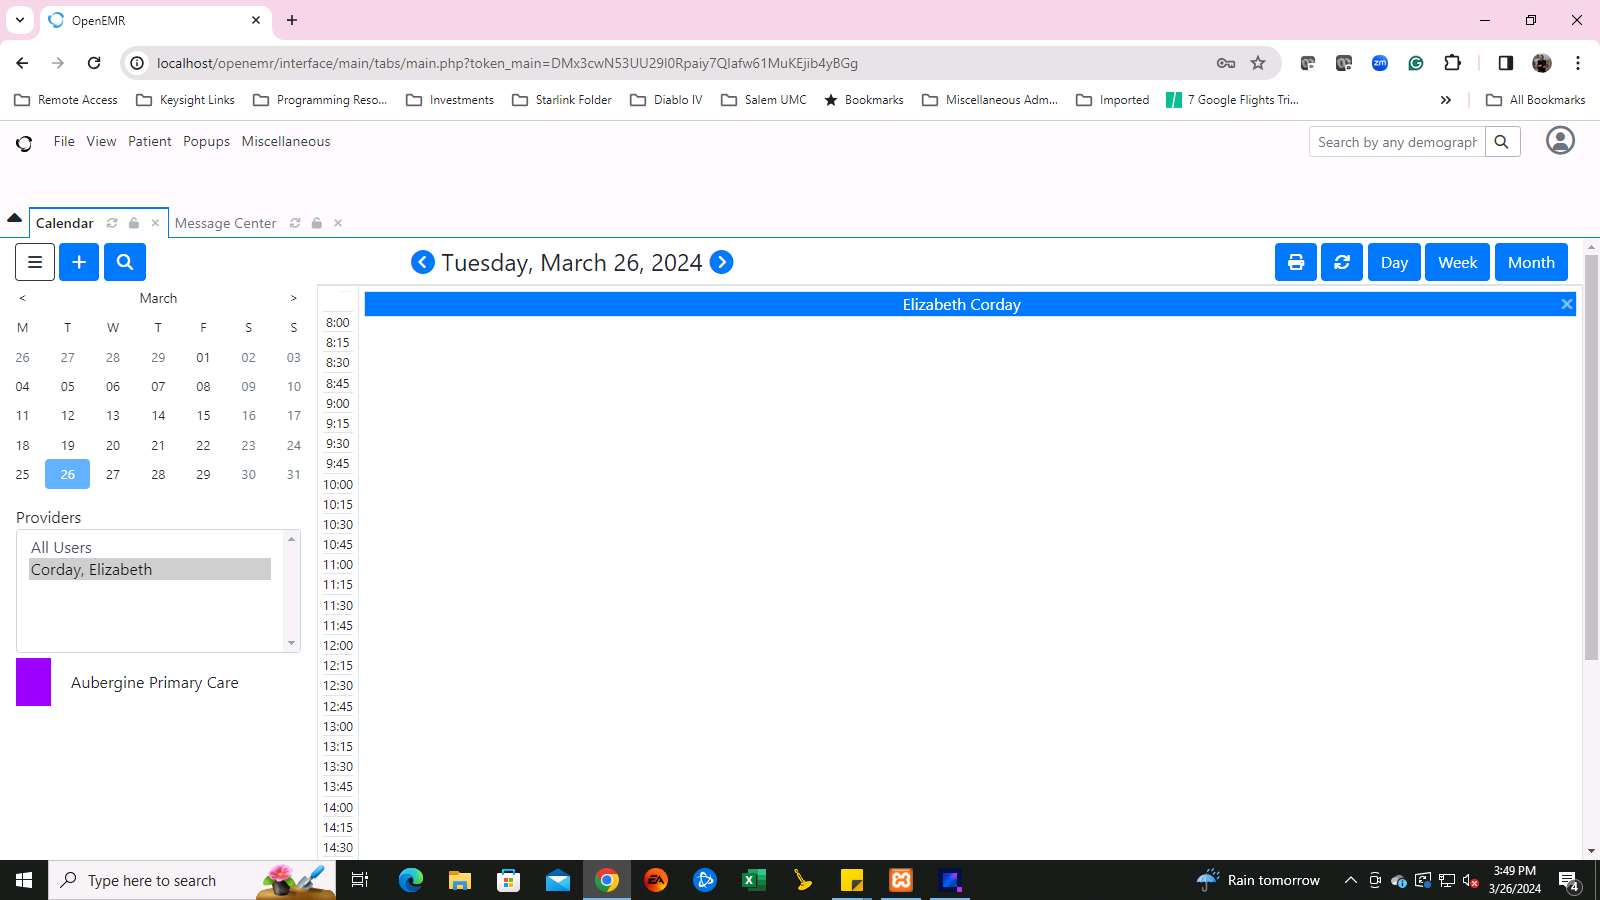 OpenEMR
localhost/openemr/interface/main/tabs/main.php?token_main=DMx3cwN53UU29I0Rpaiy7QIafw61MuKEjib4yBGg
Remote Access Keysight Links Programming Reso... Investments Starlink Folder Diablo IV Salem UMC Bookmarks Miscellaneous Adm... Imported 7 Google Flights Tri... » All Bookmarks
File View Patient Popups Miscellaneous
Search by any demograph
Calendar Message Center
Tuesday, March 26, 2024
Day Week Month
< March >
M T W T F S S
26 27 28 29 01 02 03
04 05 06 07 08 09 10
11 12 13 14 15 16 17
18 19 20 21 22 23 24
25 26 27 28 29 30 31
Providers
All Users
Corday, Elizabeth
Aubergine Primary Care
Elizabeth Corday
8:00
8:15
8:30
8:45
9:00
9:15
9:30
9:45
10:00
10:15
10:30
10:45
11:00
11:15
11:30
11:45
12:00
12:15
12:30
12:45
13:00
13:15
13:30
13:45
14:00
14:15
14:30
Type here to search
zm
EA
Rain tomorrow
3:49 PM
3/26/2024
4